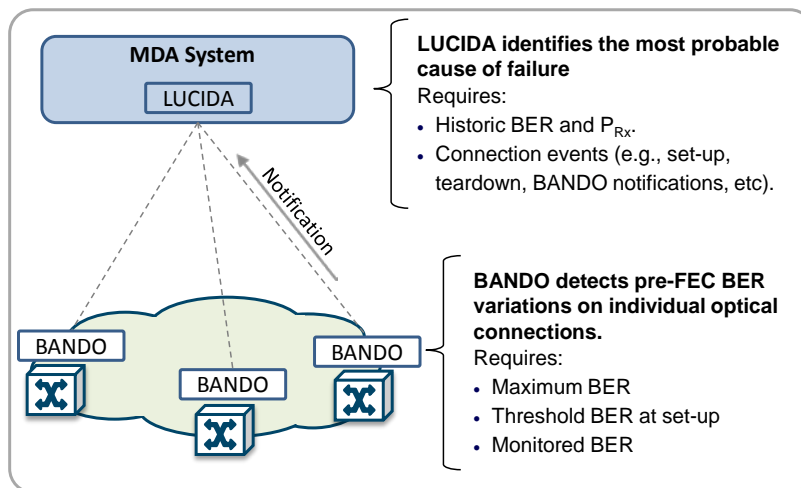 MDA System
LUCIDA
LUCIDA identifies the most probable
cause of failure
Requires:
• Historic BER and PRx.
• Connection events (e.g., set-up,
teardown, BANDO notifications, etc).
Notification
BANDO
BANDO
BANDO
BANDO detects pre-FEC BER
variations on individual optical
connections.
Requires:
• Maximum BER
• Threshold BER at set-up
• Monitored BER